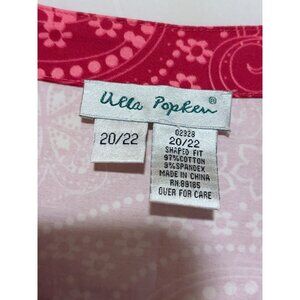 Ulla Popken®
20/22
02328
20/22
SHAPED FIT
97%COTTON
3%SPANDEX
MADE IN CHINA
RN:89165
OVER FOR CARE